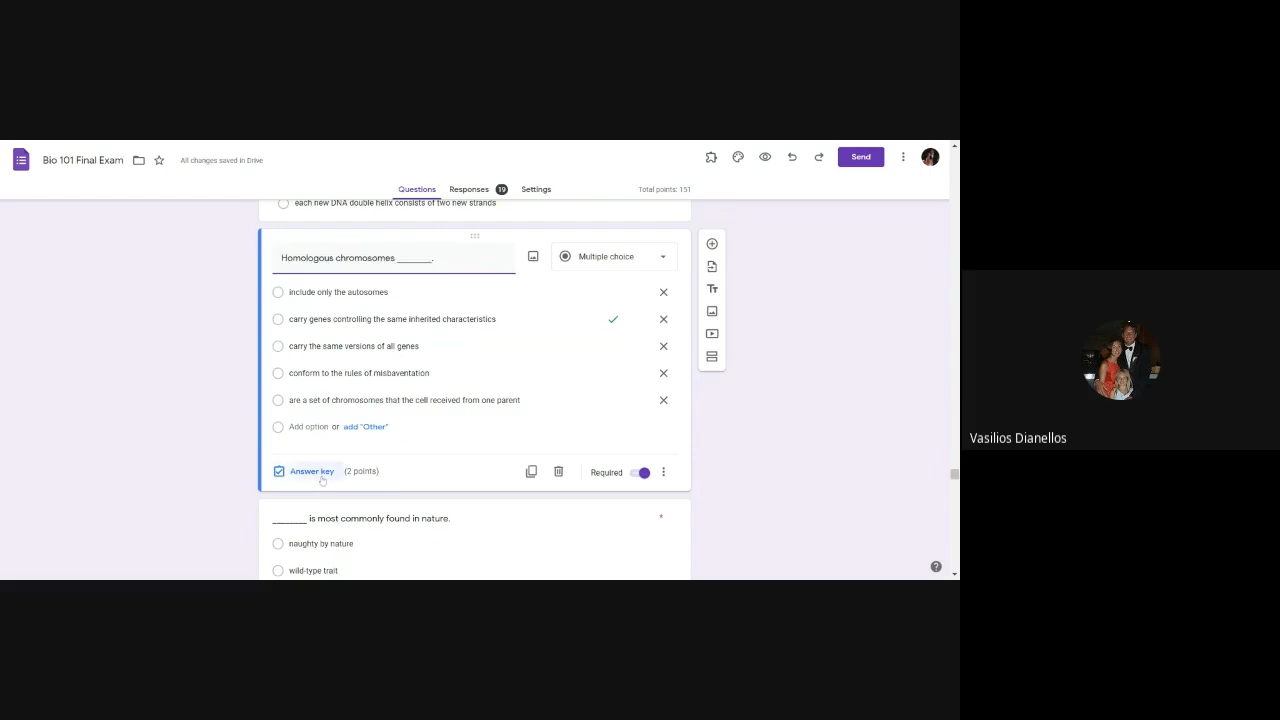 Bio 101 Final Exam
All changes saved in Drive
Send
Questions
Responses 19
Settings
Total points: 151
each new DNA double helix consists of two new strands
Homologous chromosomes _______.
Multiple choice
include only the autosomes
carry genes controlling the same inherited characteristics
carry the same versions of all genes
conform to the rules of misbaventation
are a set of chromosomes that the cell received from one parent
Add option or add "Other"
Answer key (2 points)
Required
_______ is most commonly found in nature. *
naughty by nature
wild-type trait
Vasilios Dianellos